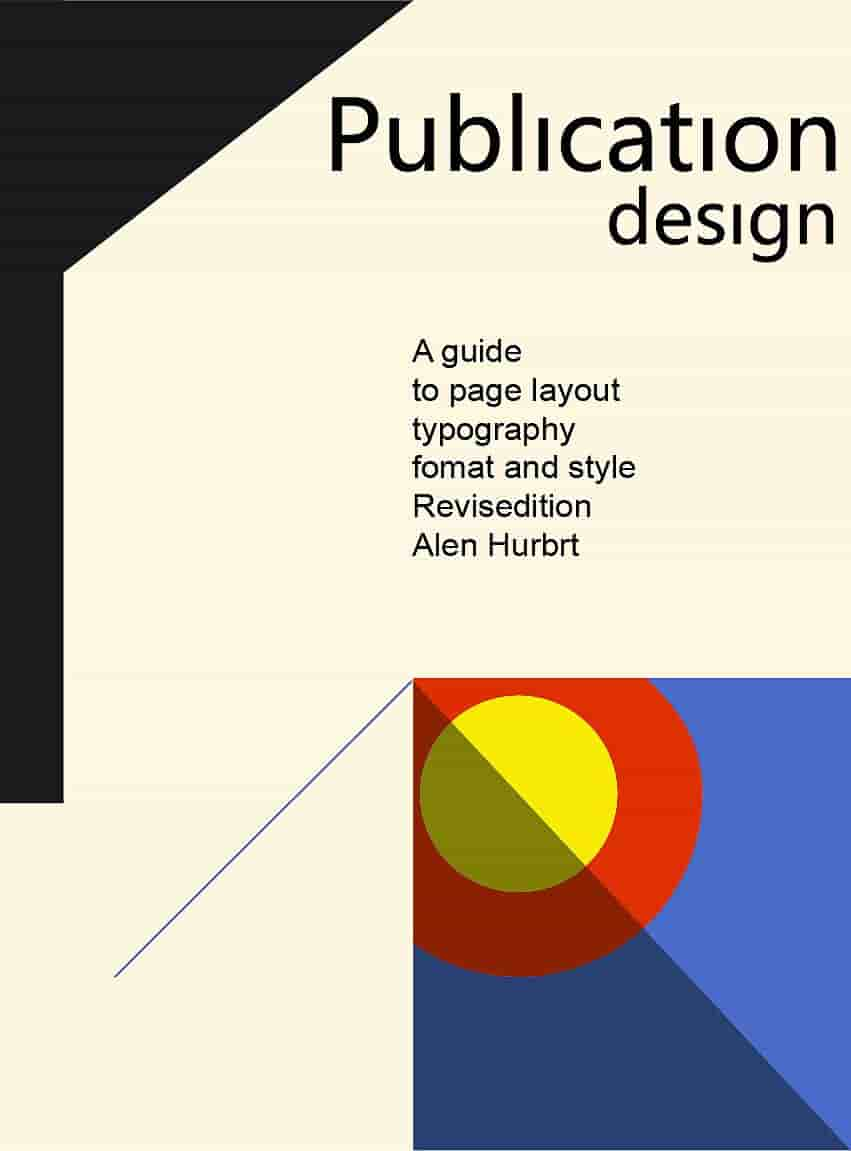 Publıcatıon
desıgn
A guide
to page layout
typography
fomat and style
Revisedition
Alen Hurbrt